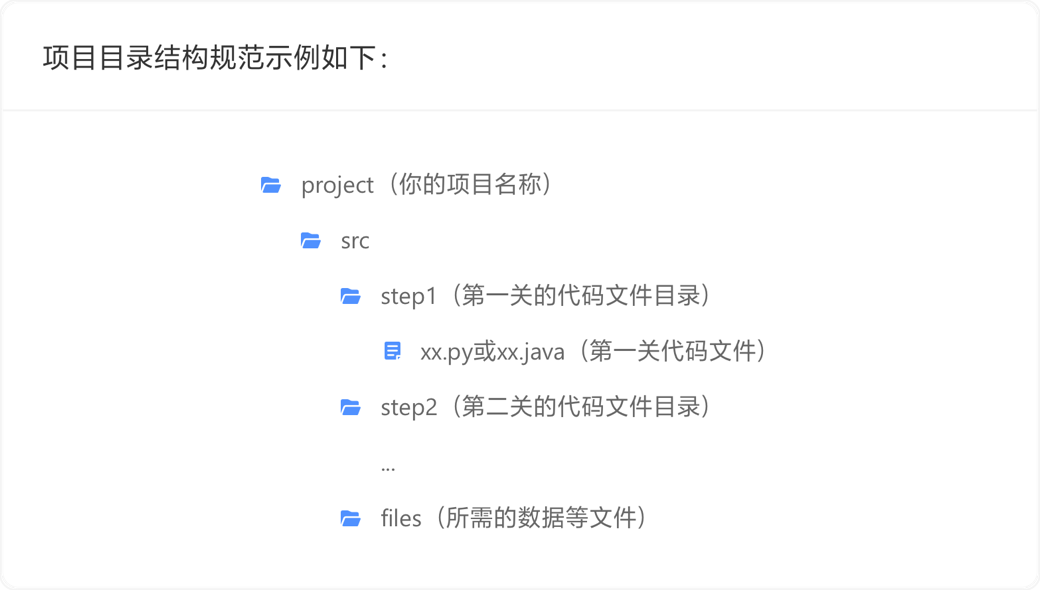 项目目录结构规范示例如下：
project（你的项目名称）
src
step1（第一关的代码文件目录）
xx.py或xx.java（第一关代码文件）
step2（第二关的代码文件目录）
...
files（所需的数据等文件）